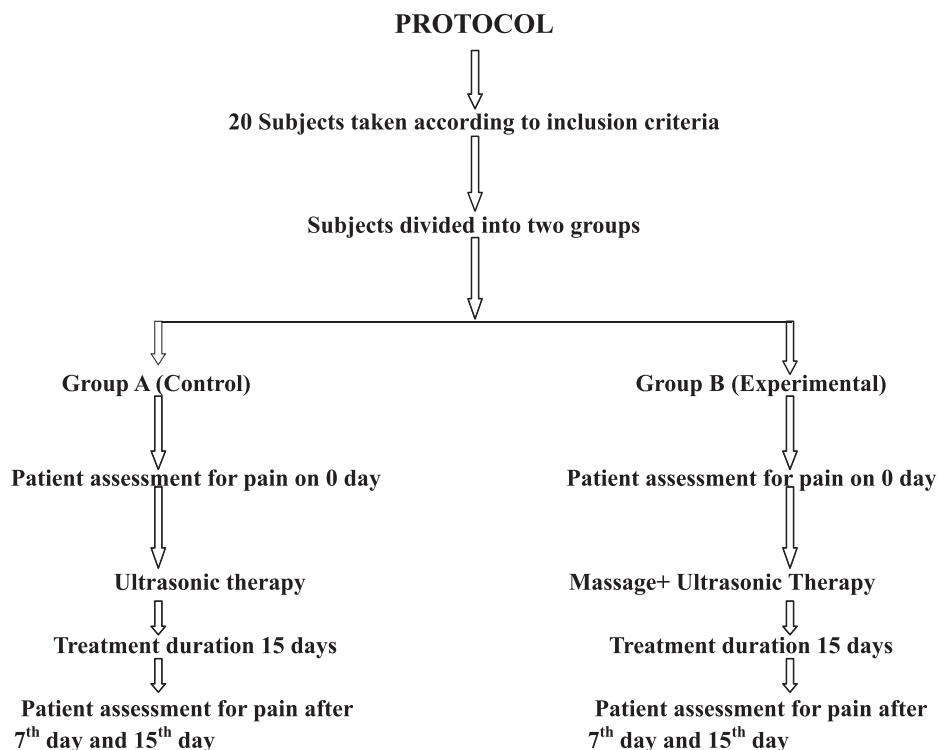 PROTOCOL
20 Subjects taken according to inclusion criteria
Subjects divided into two groups
Group A (Control)
Patient assessment for pain on 0 day
Ultrasonic therapy
Treatment duration 15 days
Patient assessment for pain after
7th day and 15th day
Group B (Experimental)
Patient assessment for pain on 0 day
Massage+ Ultrasonic Therapy
Treatment duration 15 days
Patient assessment for pain after
7th day and 15th day